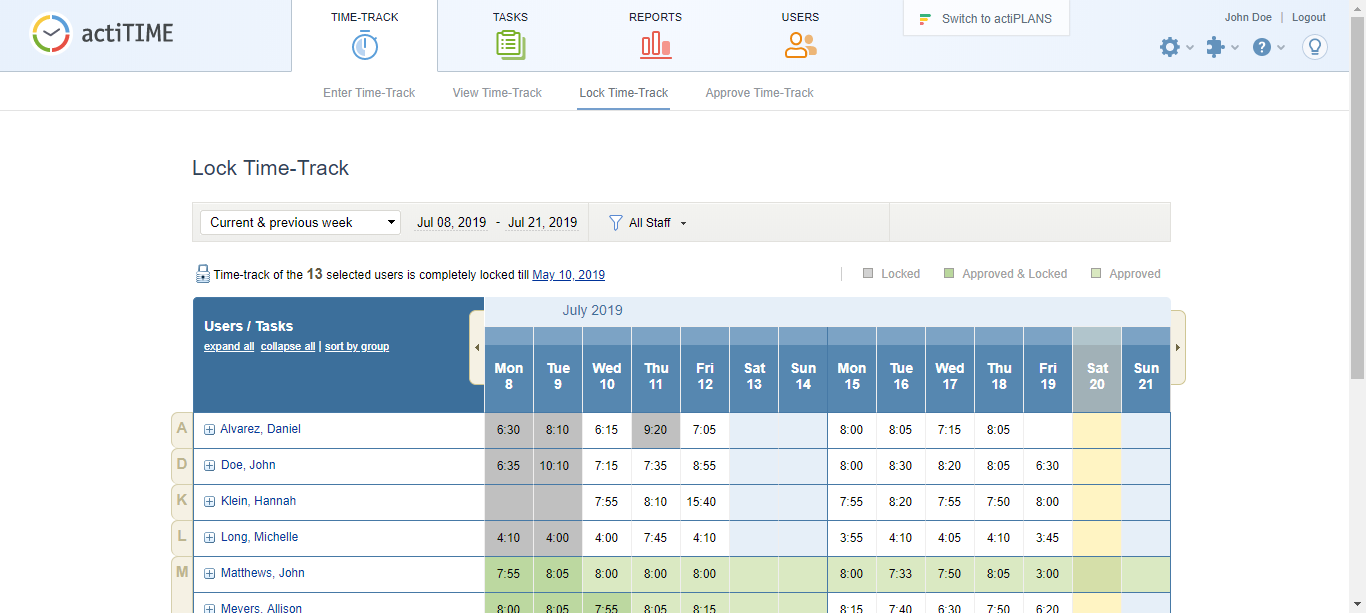 actiTIME
TIME-TRACK TASKS REPORTS USERS
Switch to actiPLANS
John Doe | Logout
?
Enter Time-Track View Time-Track Lock Time-Track Approve Time-Track
Lock Time-Track
Current & previous week Jul 08, 2019 - Jul 21, 2019 All Staff
Time-track of the 13 selected users is completely locked till May 10, 2019
Locked Approved & Locked Approved
July 2019
Users / Tasks
expand all collapse all | sort by group
Mon Tue Wed Thu Fri Sat Sun Mon Tue Wed Thu Fri Sat Sun
8 9 10 11 12 13 14 15 16 17 18 19 20 21
A Alvarez, Daniel 6:30 8:10 6:15 9:20 7:05 8:00 8:05 7:15 8:05
D Doe, John 6:35 10:10 7:15 7:35 8:55 8:00 8:30 8:20 8:05 6:30
K Klein, Hannah 7:55 8:10 15:40 7:55 8:20 7:55 7:50 8:00
L Long, Michelle 4:10 4:00 4:00 7:45 4:10 3:55 4:10 4:05 4:10 3:45
M Matthews, John 7:55 8:05 8:00 8:00 8:00 8:00 7:33 7:50 8:05 3:00
Meyers, Allison 8:00 8:05 7:55 8:05 8:15 8:15 7:40 6:30 7:50 6:20